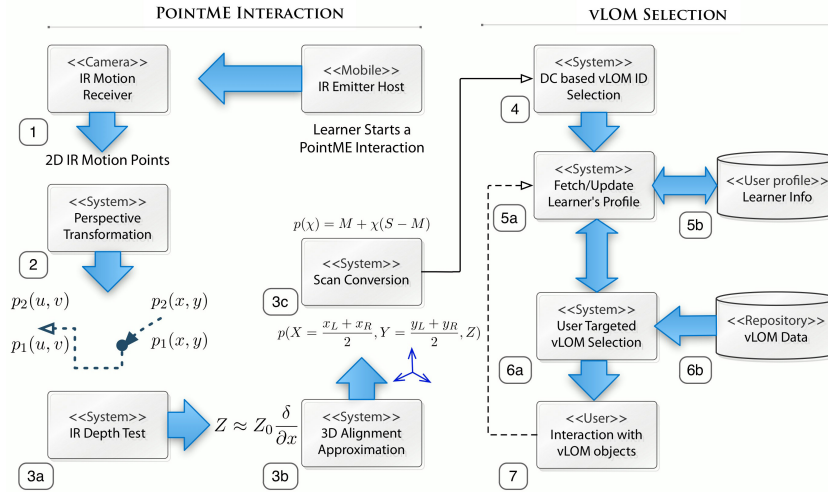 POINTME INTERACTION
<<Camera>>
IR Motion
Receiver
1
2D IR Motion Points
<<Mobile>>
IR Emitter Host
Learner Starts a
PointME Interaction
<<System>>
Perspective
Transformation
2
p₂(u, v)
p₂(x, y)
p₁(u, v)
p₁(x, y)
<<System>>
IR Depth Test
3a
Z ≈ Z₀ δ/∂x
<<System>>
3D Alignment
Approximation
3b
p(X = (x_L + x_R)/2, Y = (y_L + y_R)/2, Z)
p(χ) = M + χ(S − M)
<<System>>
Scan Conversion
3c
VLOM SELECTION
<<System>>
DC based vLOM ID
Selection
4
<<System>>
Fetch/Update
Learner's Profile
5a
<<User profile>>
Learner Info
5b
<<System>>
User Targeted
vLOM Selection
6a
<<Repository>>
vLOM Data
6b
<<User>>
Interaction with
vLOM objects
7